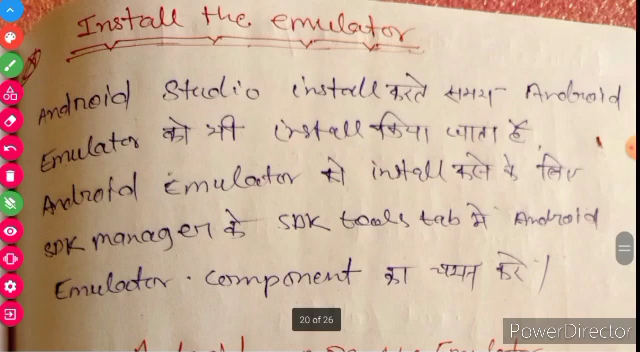 Install the emulator
Android Studio install करते समय Android
Emulator को भी install किया जाता है,
Android Emulator को install करने के लिए
SDK manager के SDK tools tab में Android
Emulator component का चयन करें।
20 of 26
PowerDirector